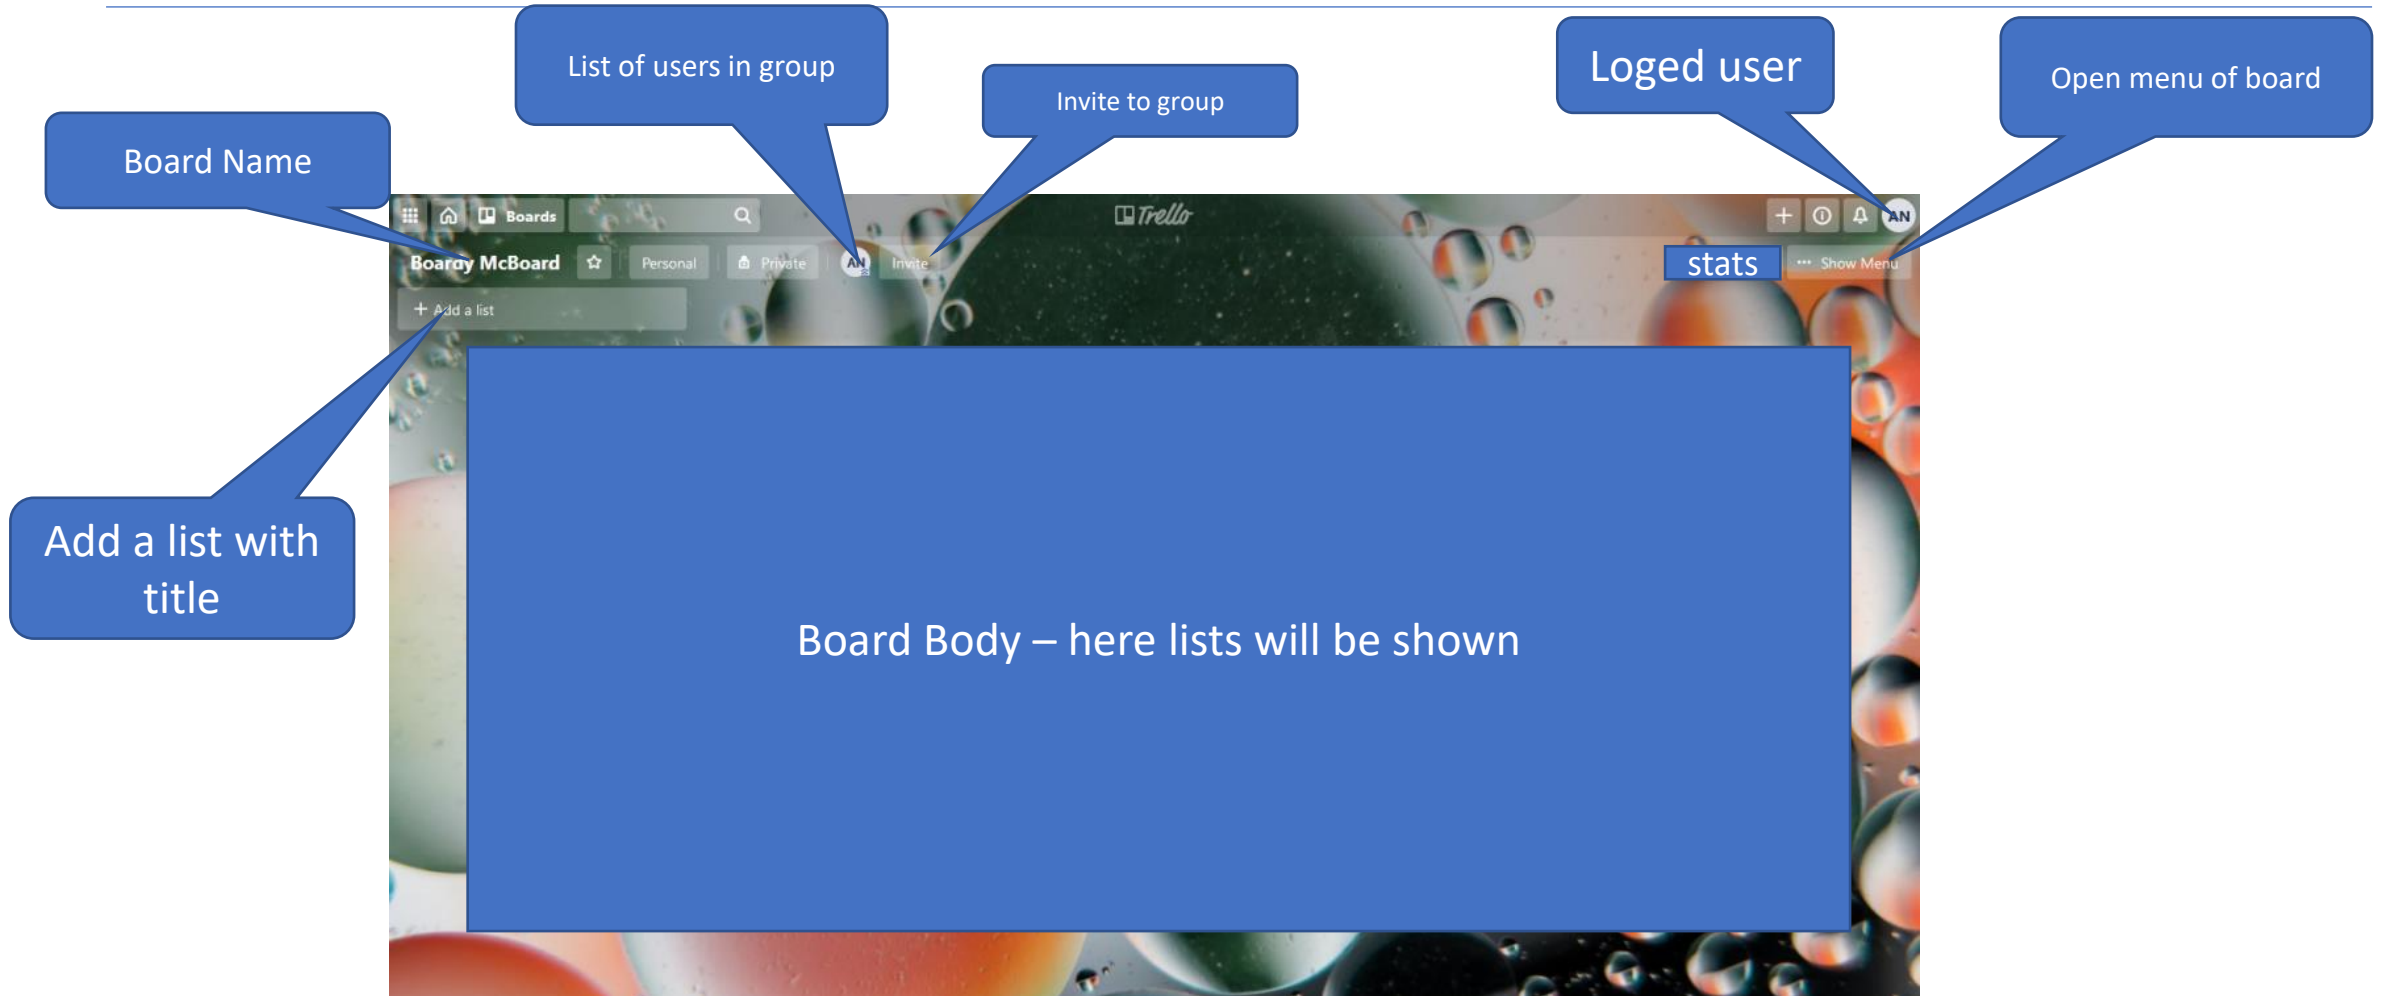 List of users in group
Loged user
Open menu of board
Invite to group
Board Name
Boards
Trello
AN
Boardy McBoard
Personal
Private
AN
Invite
stats
Show Menu
Add a list
Add a list with
title
Board Body – here lists will be shown